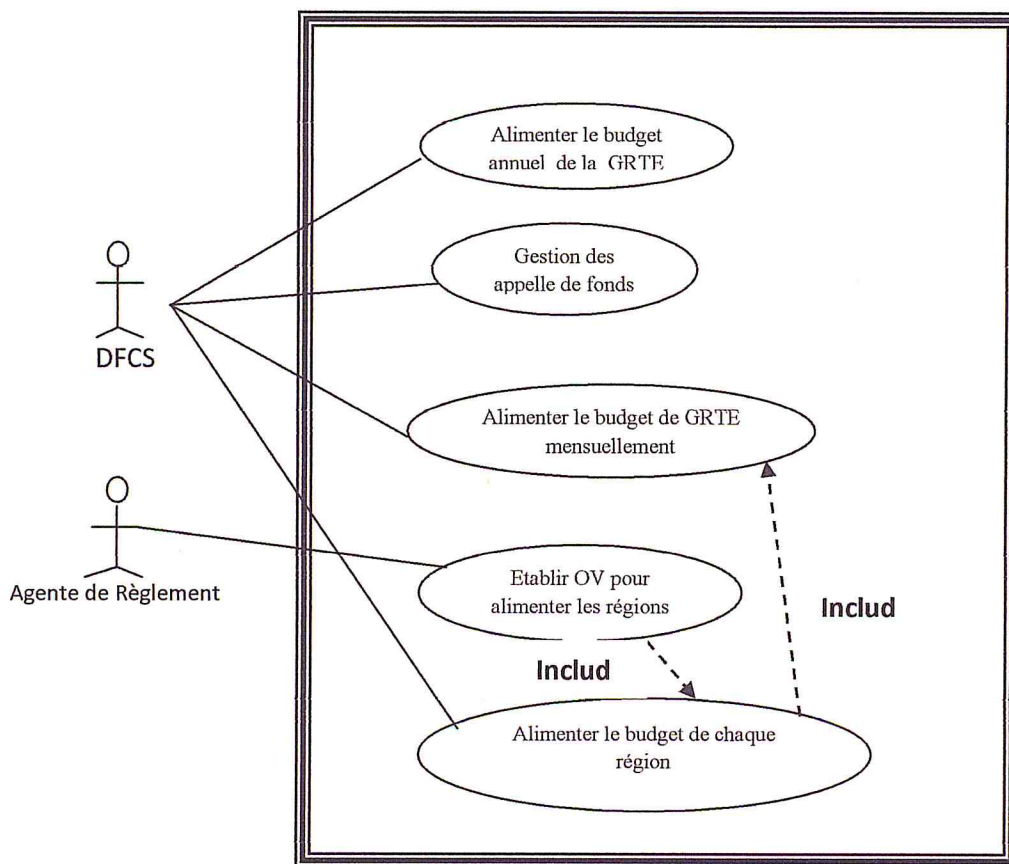 Alimenter le budget
annuel de la GRTE
Gestion des
appelle de fonds
DFCS
Alimenter le budget de GRTE
mensuellement
Agente de Règlement
Etablir OV pour
alimenter les régions
Includ
Includ
Alimenter le budget de chaque
région